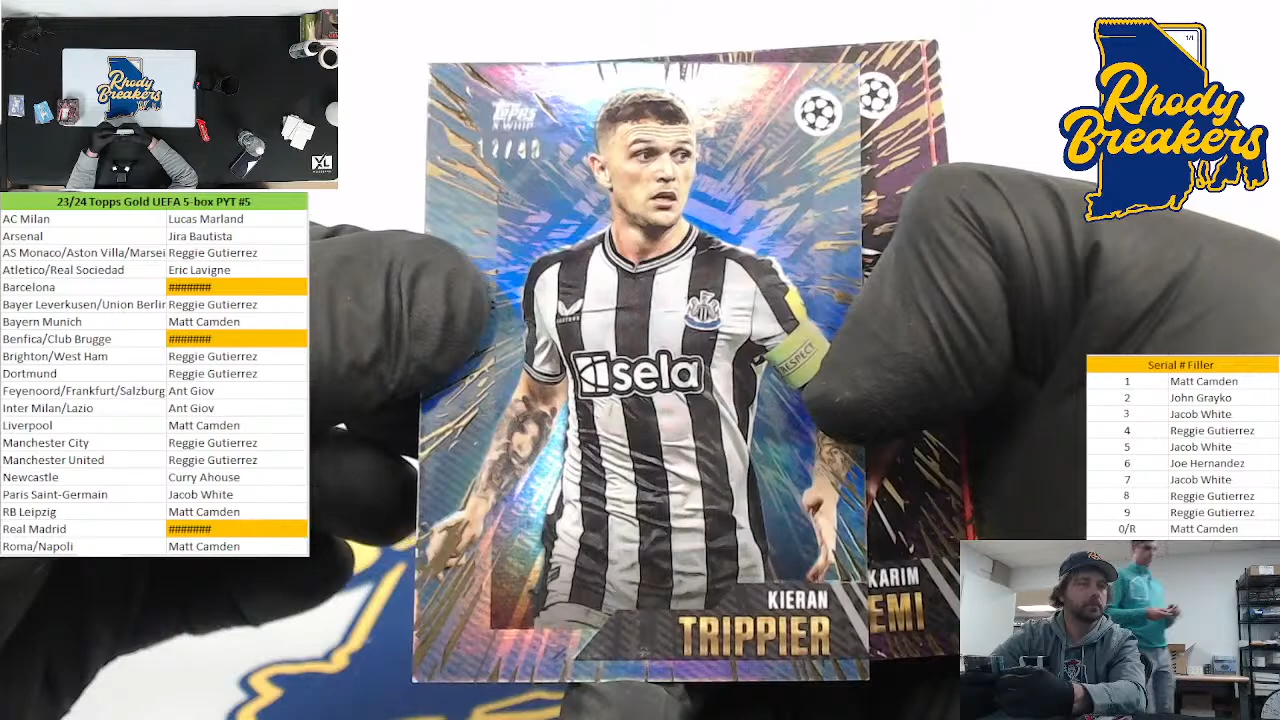 Rhody
Breakers
XL
23/24 Topps Gold UEFA 5-box PYT #5
AC Milan Lucas Marland
Arsenal Jira Bautista
AS Monaco/Aston Villa/Marsei Reggie Gutierrez
Atletico/Real Sociedad Eric Lavigne
Barcelona #######
Bayer Leverkusen/Union Berlir Reggie Gutierrez
Bayern Munich Matt Camden
Benfica/Club Brugge #######
Brighton/West Ham Reggie Gutierrez
Dortmund Reggie Gutierrez
Feyenoord/Frankfurt/Salzburg Ant Giov
Inter Milan/Lazio Ant Giov
Liverpool Matt Camden
Manchester City Reggie Gutierrez
Manchester United Reggie Gutierrez
Newcastle Curry Ahouse
Paris Saint-Germain Jacob White
RB Leipzig Matt Camden
Real Madrid #######
Roma/Napoli Matt Camden
Topps
sela
RESPECT
KIERAN
TRIPPIER
KARIM
EMI
1/1
Rhody
Breakers
Serial # Filler
1 Matt Camden
2 John Grayko
3 Jacob White
4 Reggie Gutierrez
5 Jacob White
6 Joe Hernandez
7 Jacob White
8 Reggie Gutierrez
9 Reggie Gutierrez
0/R Matt Camden